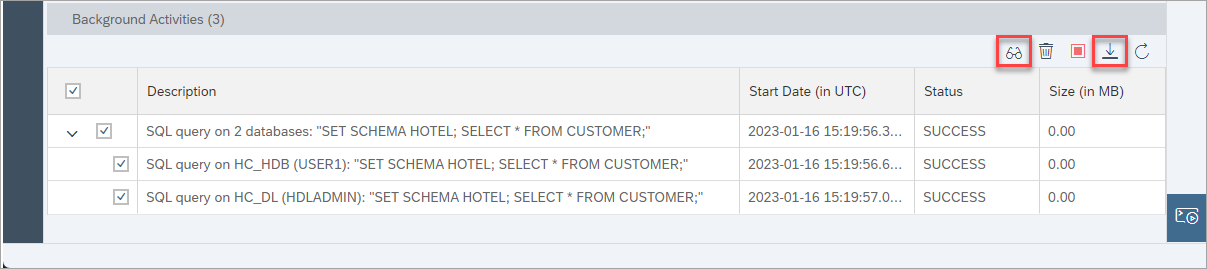 Background Activities (3)
Description Start Date (in UTC) Status Size (in MB)
SQL query on 2 databases: "SET SCHEMA HOTEL; SELECT * FROM CUSTOMER;" 2023-01-16 15:19:56.3... SUCCESS 0.00
SQL query on HC_HDB (USER1): "SET SCHEMA HOTEL; SELECT * FROM CUSTOMER;" 2023-01-16 15:19:56.6... SUCCESS 0.00
SQL query on HC_DL (HDLADMIN): "SET SCHEMA HOTEL; SELECT * FROM CUSTOMER;" 2023-01-16 15:19:57.0... SUCCESS 0.00